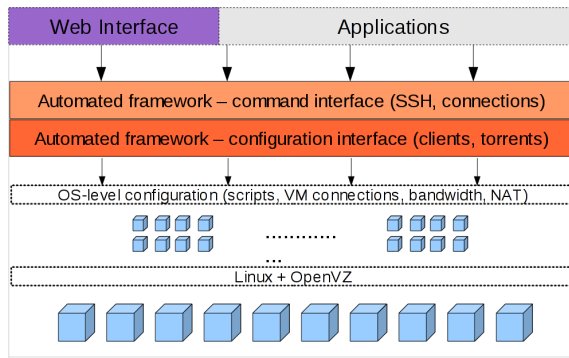 Web Interface
Applications
Automated framework – command interface (SSH, connections)
Automated framework – configuration interface (clients, torrents)
OS-level configuration (scripts, VM connections, bandwidth, NAT)
............
...
Linux + OpenVZ